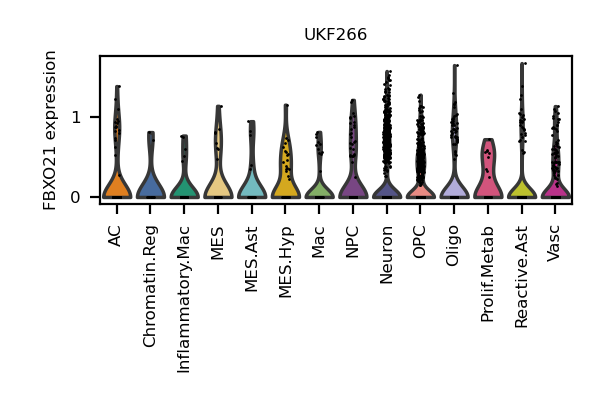 UKF266
FBXO21 expression
1
0
AC
Chromatin.Reg
Inflammatory.Mac
MES
MES.Ast
MES.Hyp
Mac
NPC
Neuron
OPC
Oligo
Prolif.Metab
Reactive.Ast
Vasc